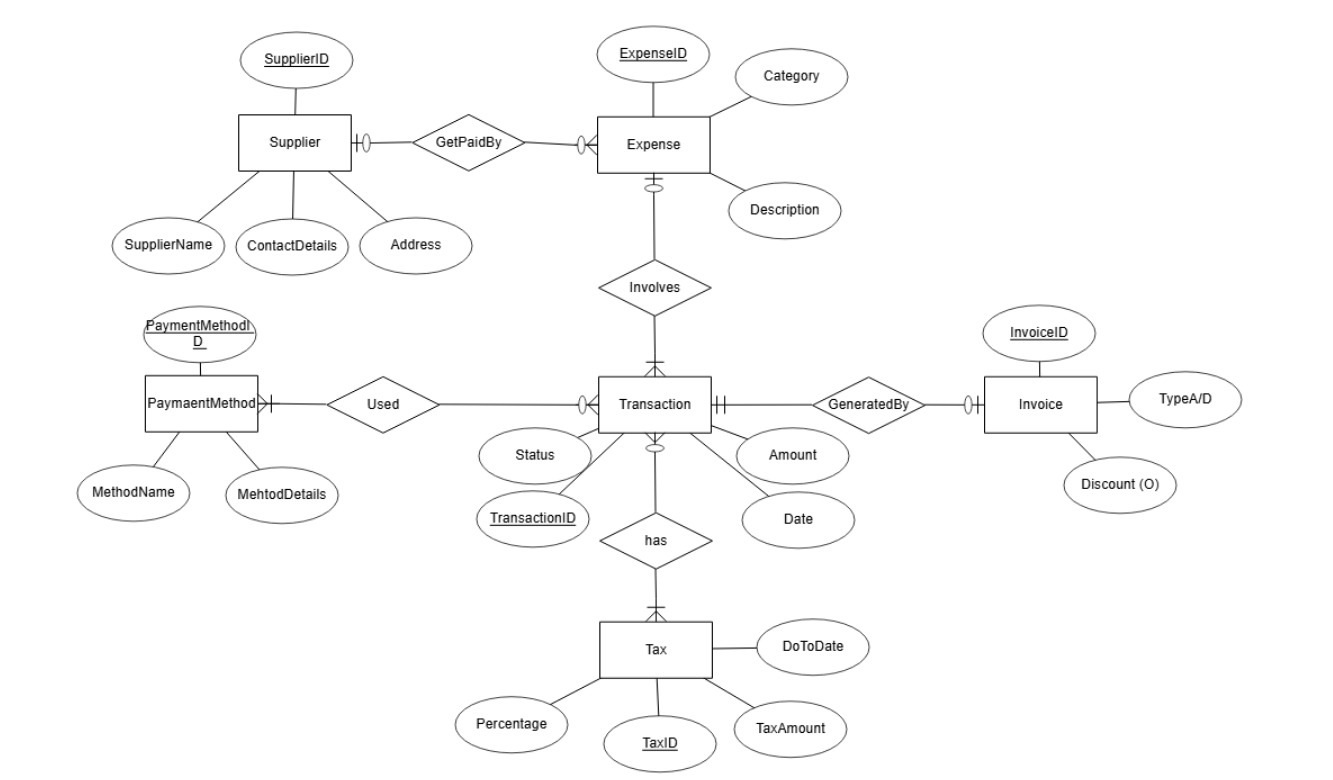 SupplierID
ExpenseID
Category
Supplier
GetPaidBy
Expense
Description
SupplierName
ContactDetails
Address
Involves
PaymentMethodI
D
InvoiceID
PaymaentMethod
Used
Transaction
GeneratedBy
Invoice
TypeA/D
Status
Amount
MethodName
MehtodDetails
Discount (O)
TransactionID
Date
has
Tax
DoToDate
Percentage
TaxID
TaxAmount